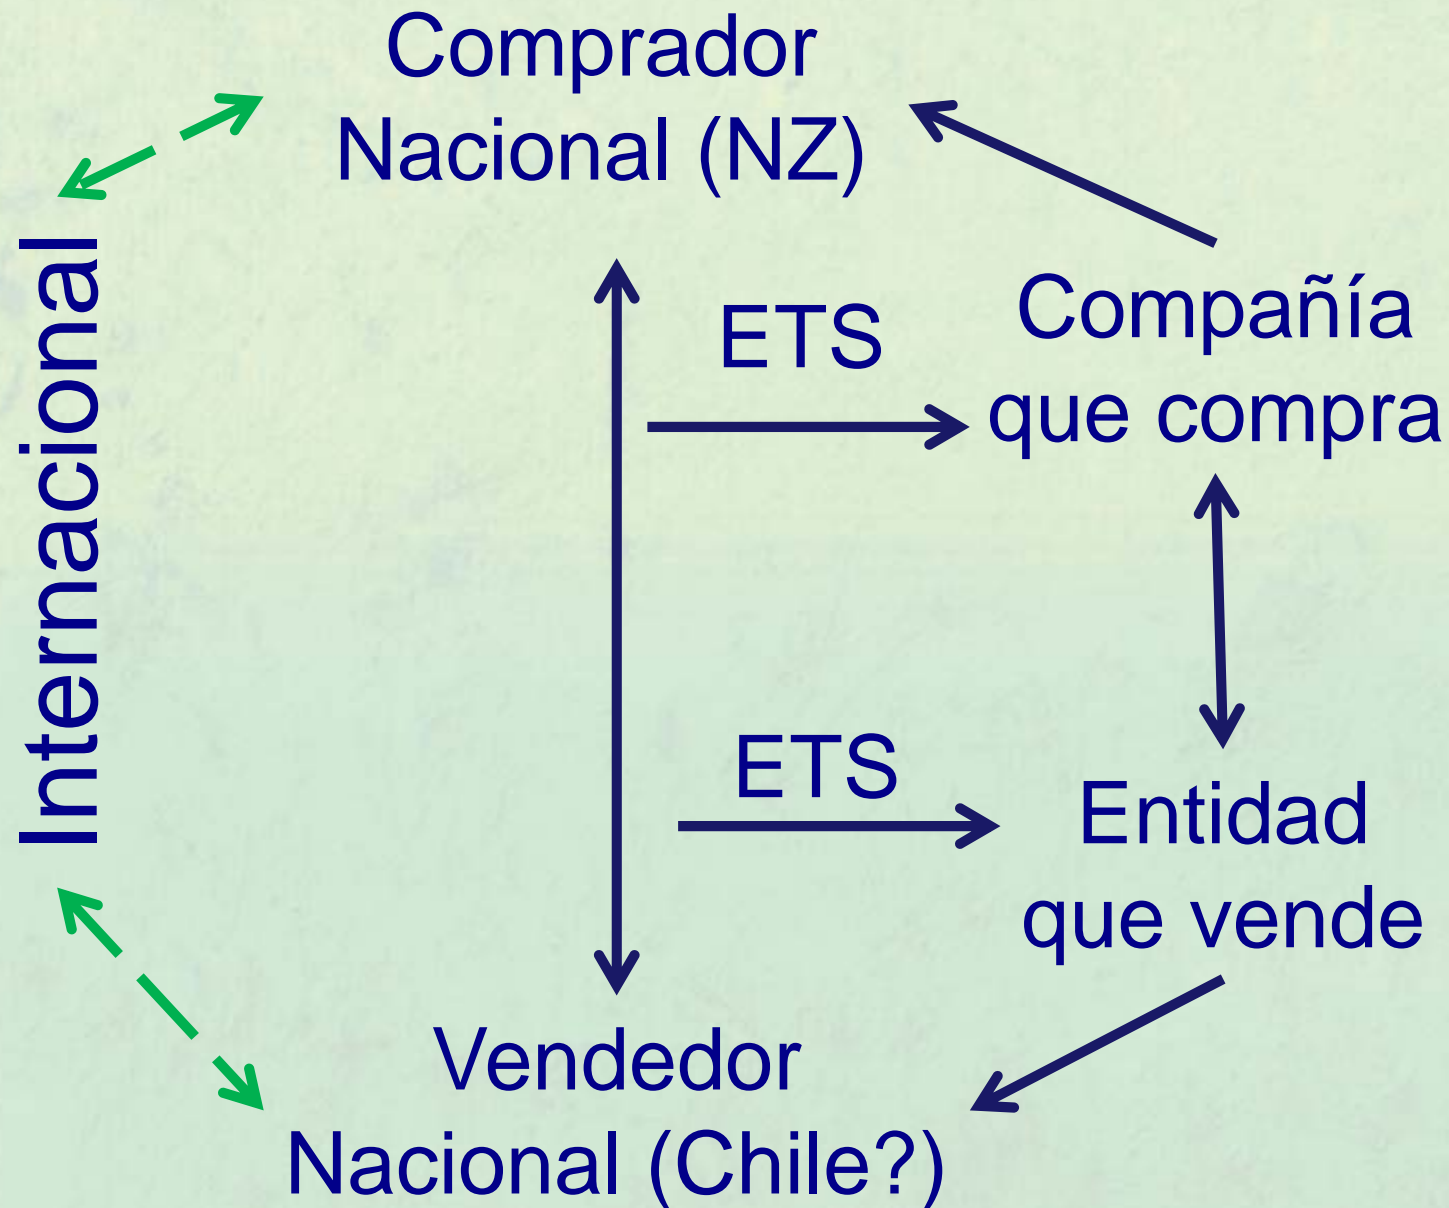 Comprador
Nacional (NZ)
Internacional
ETS
Compañía
que compra
ETS
Entidad
que vende
Vendedor
Nacional (Chile?)